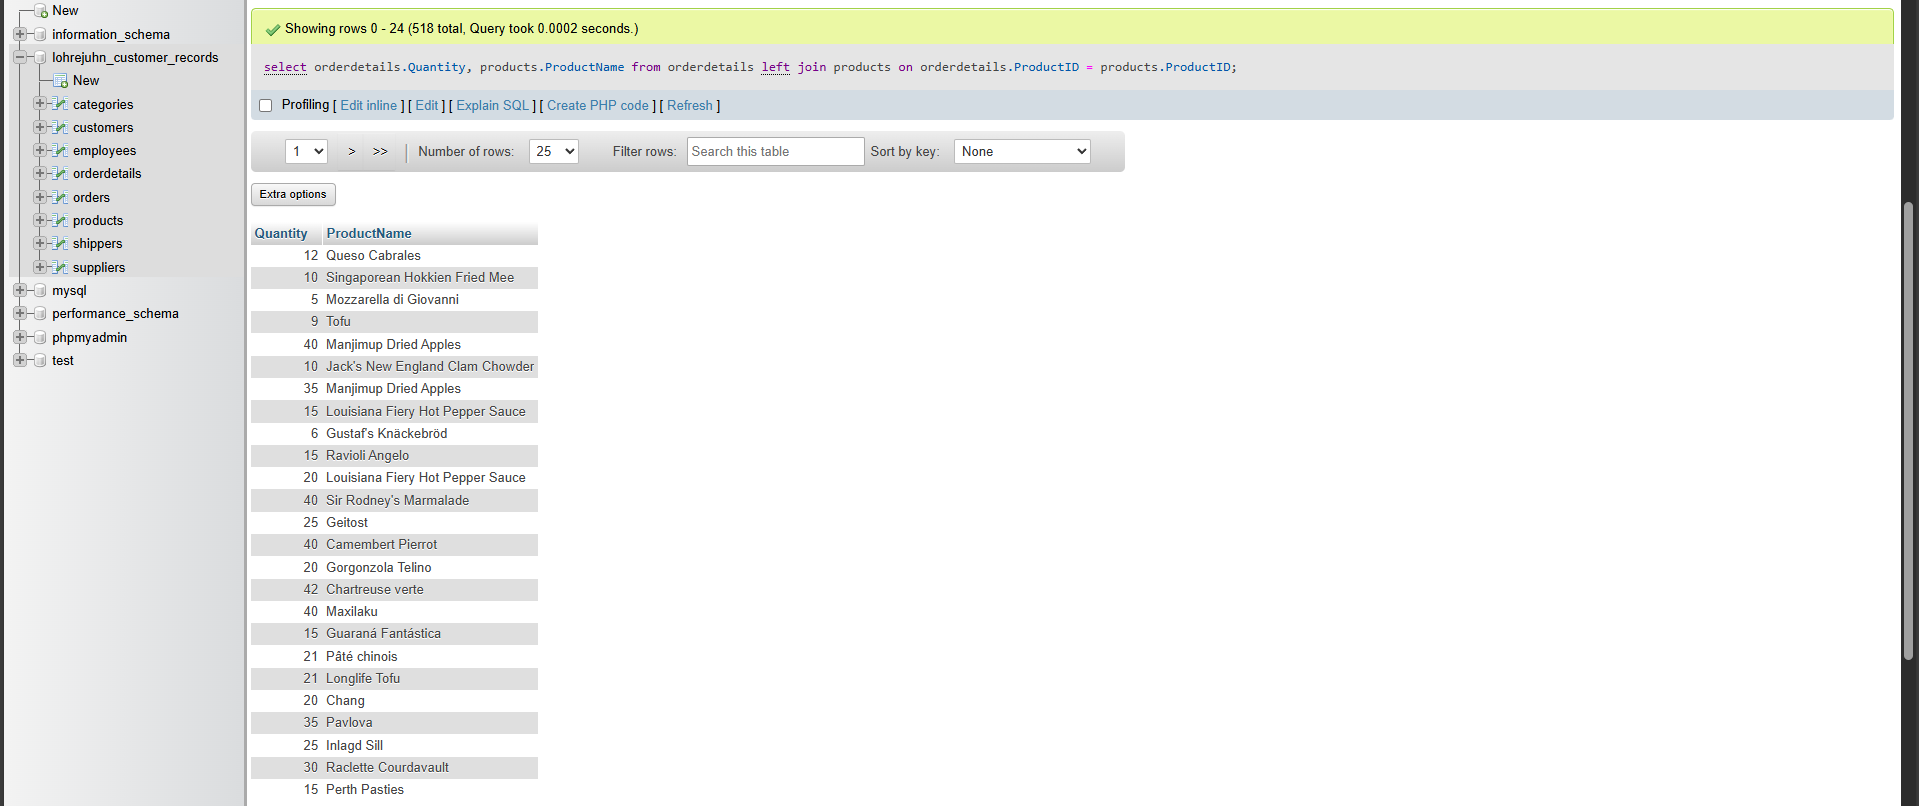 New
information_schema
lohrejuhn_customer_records
New
categories
customers
employees
orderdetails
orders
products
shippers
suppliers
mysql
performance_schema
phpmyadmin
test
Showing rows 0 - 24 (518 total, Query took 0.0002 seconds.)
select orderdetails.Quantity, products.ProductName from orderdetails left join products on orderdetails.ProductID = products.ProductID;
Profiling [ Edit inline ] [ Edit ] [ Explain SQL ] [ Create PHP code ] [ Refresh ]
1 > >> | Number of rows: 25 Filter rows: Search this table Sort by key: None
Extra options
Quantity ProductName
12 Queso Cabrales
10 Singaporean Hokkien Fried Mee
5 Mozzarella di Giovanni
9 Tofu
40 Manjimup Dried Apples
10 Jack's New England Clam Chowder
35 Manjimup Dried Apples
15 Louisiana Fiery Hot Pepper Sauce
6 Gustaf's Knäckebröd
15 Ravioli Angelo
20 Louisiana Fiery Hot Pepper Sauce
40 Sir Rodney's Marmalade
25 Geitost
40 Camembert Pierrot
20 Gorgonzola Telino
42 Chartreuse verte
40 Maxilaku
15 Guaraná Fantástica
21 Pâté chinois
21 Longlife Tofu
20 Chang
35 Pavlova
25 Inlagd Sill
30 Raclette Courdavault
15 Perth Pasties